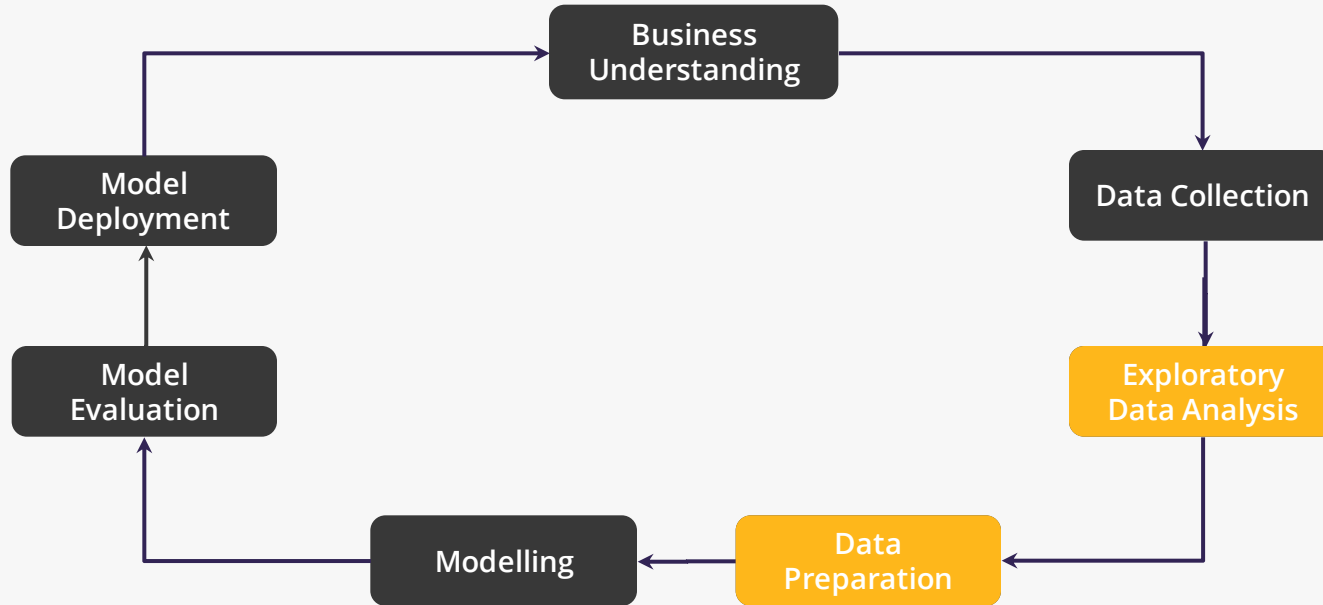 Business
Understanding
Data Collection
Exploratory
Data Analysis
Data
Preparation
Modelling
Model
Evaluation
Model
Deployment